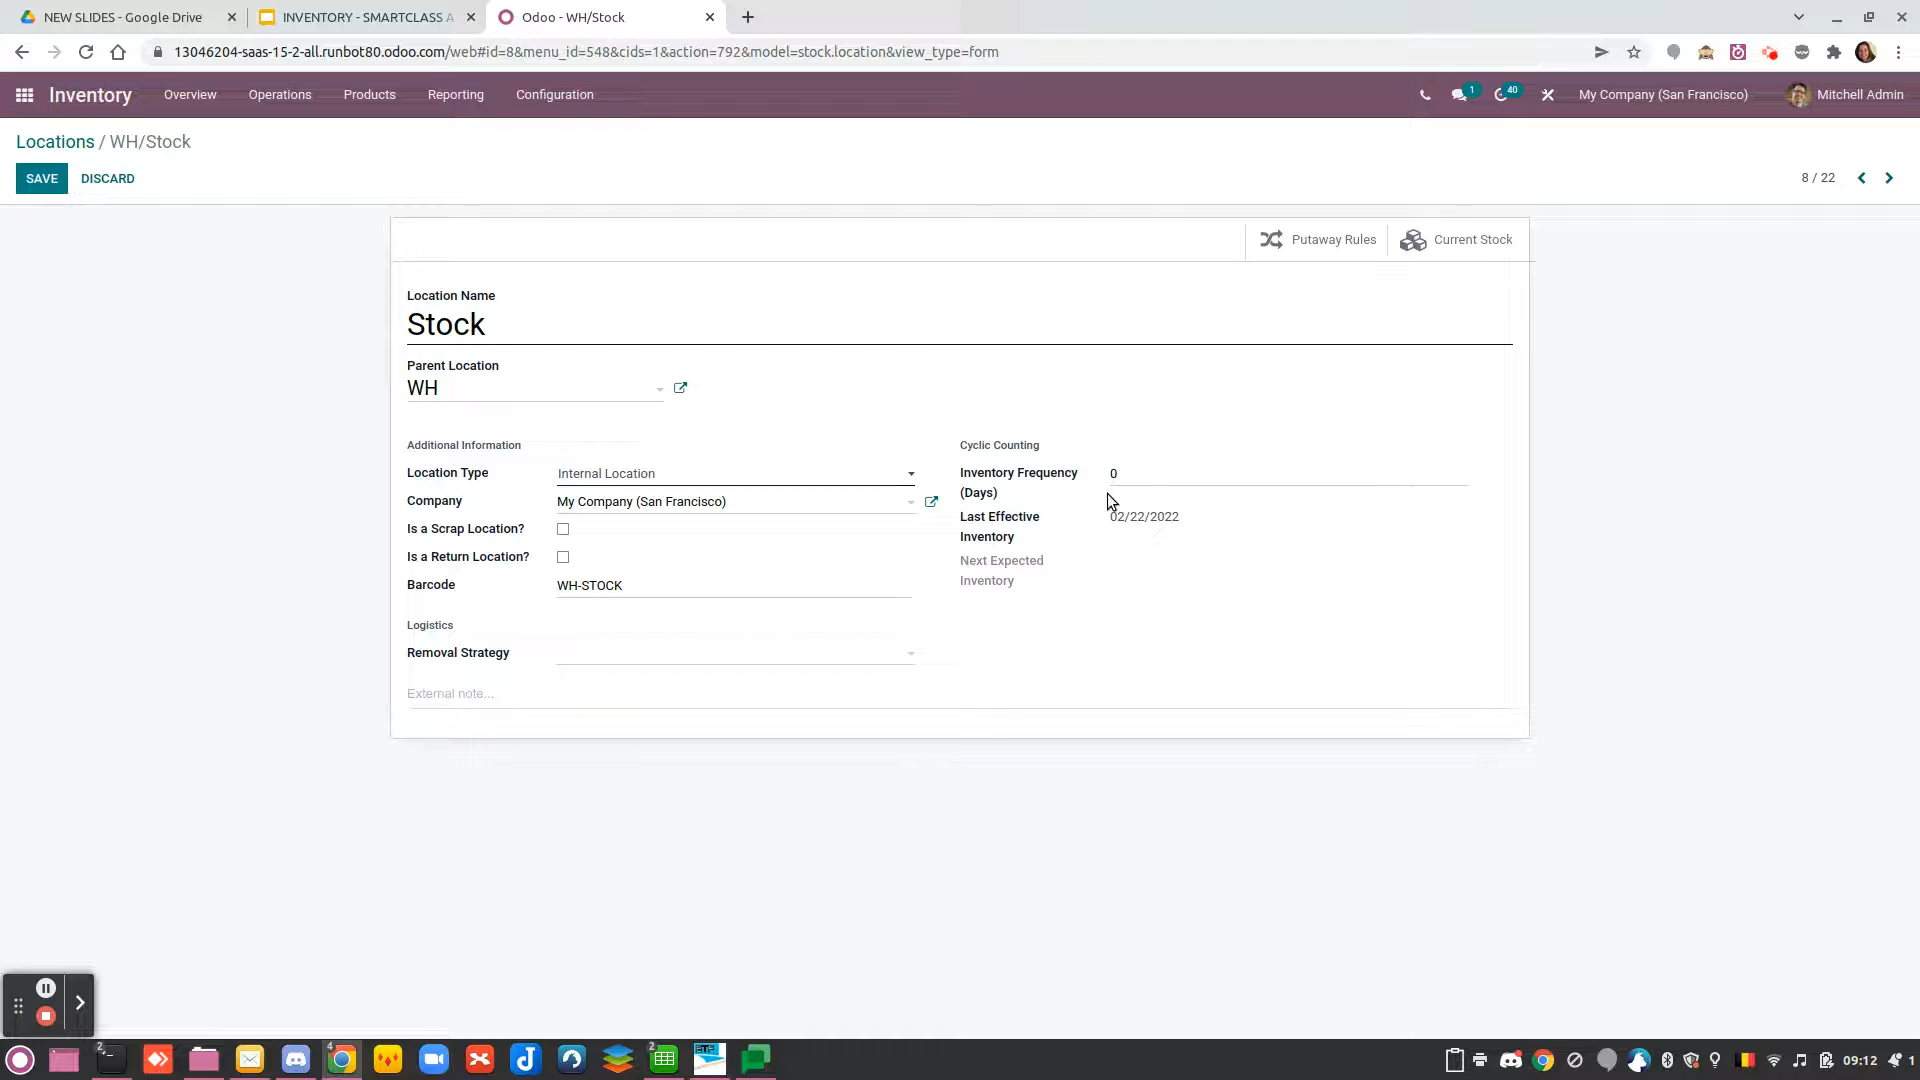 NEW SLIDES - Google Drive
INVENTORY - SMARTCLASS A
Odoo - WH/Stock
13046204-saas-15-2-all.runbot80.odoo.com/web#id=8&menu_id=548&cids=1&action=792&model=stock.location&view_type=form
Inventory Overview Operations Products Reporting Configuration 1 40 My Company (San Francisco) Mitchell Admin
Locations / WH/Stock
SAVE DISCARD 8 / 22
Putaway Rules Current Stock
Location Name
Stock
Parent Location
WH
Additional Information
Location Type Internal Location
Company My Company (San Francisco)
Is a Scrap Location?
Is a Return Location?
Barcode WH-STOCK
Logistics
Removal Strategy
External note...
Cyclic Counting
Inventory Frequency 0
(Days)
Last Effective 02/22/2022
Inventory
Next Expected
Inventory
2 4 2 09:12 1